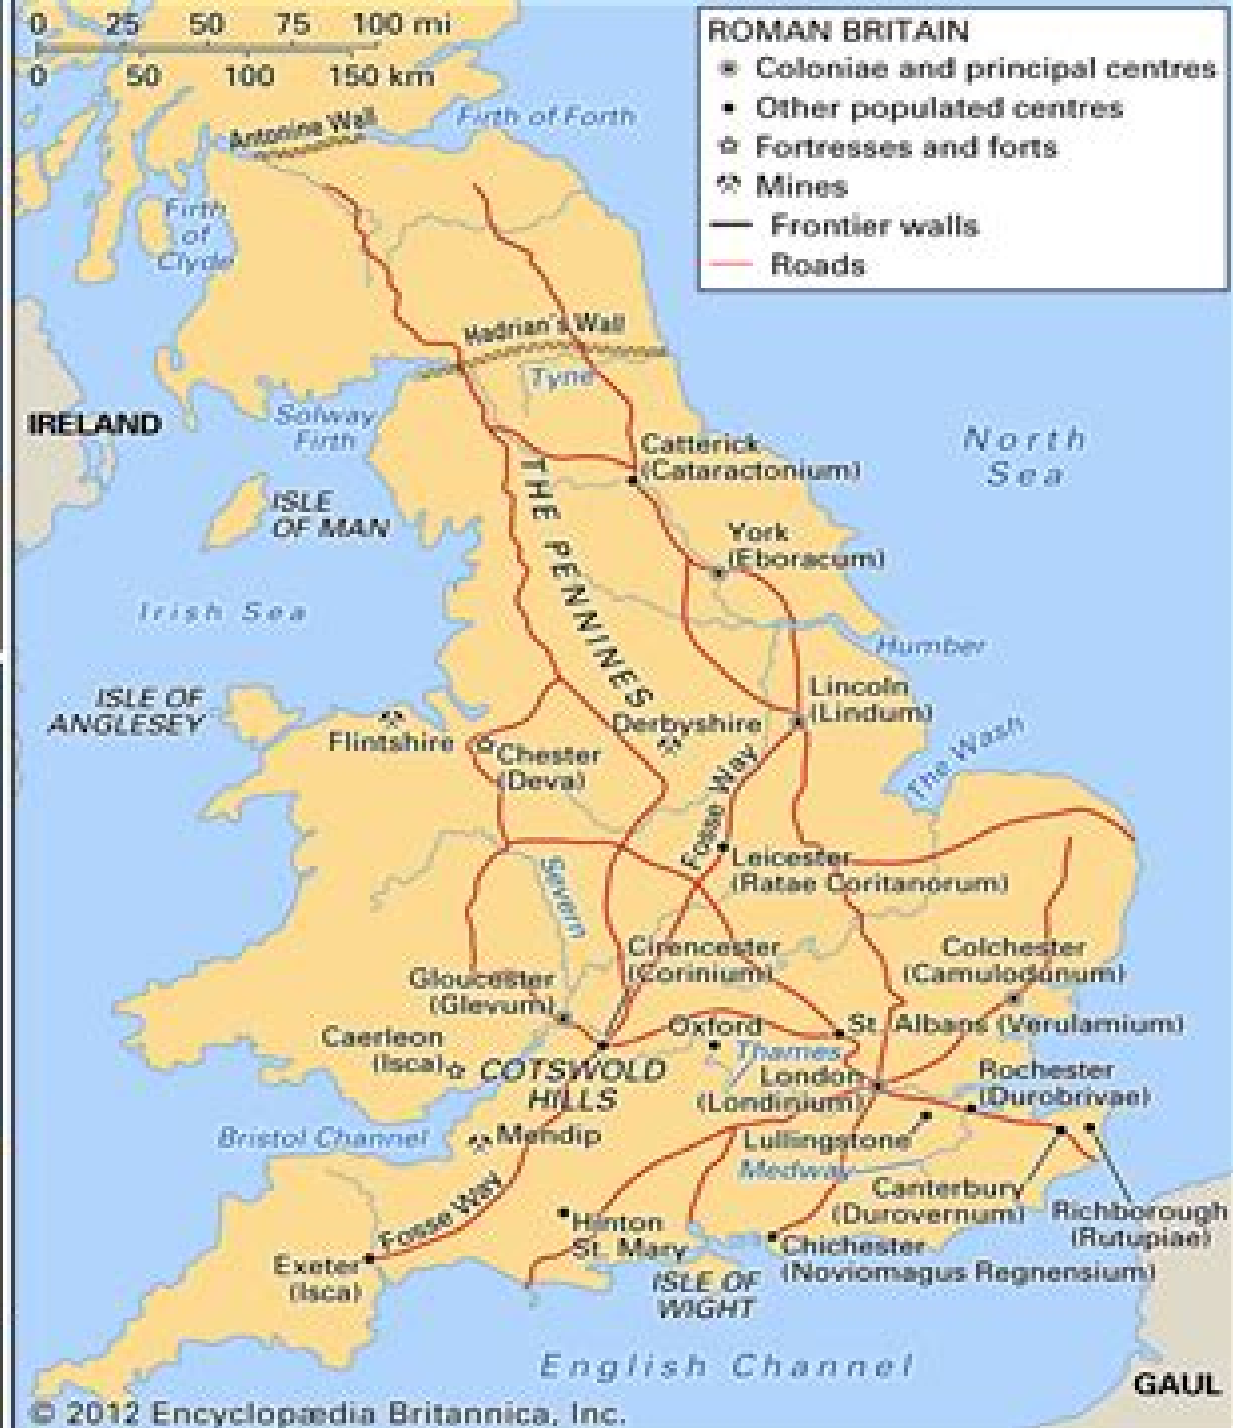 0 25 50 75 100 mi
0 50 100 150 km
ROMAN BRITAIN
Coloniae and principal centres
Other populated centres
Fortresses and forts
Mines
Frontier walls
Roads
Antonine Wall
Firth of Forth
Firth
of
Clyde
Hadrian's Wall
Tyne
IRELAND
Solway
Firth
North
Sea
Catterick
(Cataractonium)
ISLE
OF MAN
THE PENNINES
York
(Eboracum)
Irish Sea
Humber
ISLE OF
ANGLESEY
Lincoln
(Lindum)
Derbyshire
The Wash
Flintshire
Chester
(Deva)
Fosse Way
Leicester
(Ratae Coritanorum)
Severn
Cirencester
(Corinium)
Colchester
(Camulodunum)
Gloucester
(Glevum)
Oxford
St. Albans (Verulamium)
Caerleon
(Isca)
COTSWOLD
HILLS
Thames
London
(Londinium)
Rochester
(Durobrivae)
Bristol Channel
Mendip
Lullingstone
Medway
Canterbury
(Durovernum)
Richborough
(Rutupiae)
Fosse Way
Hinton
St. Mary
Exeter
(Isca)
Chichester
(Noviomagus Regnensium)
ISLE OF
WIGHT
English Channel
GAUL
© 2012 Encyclopædia Britannica, Inc.